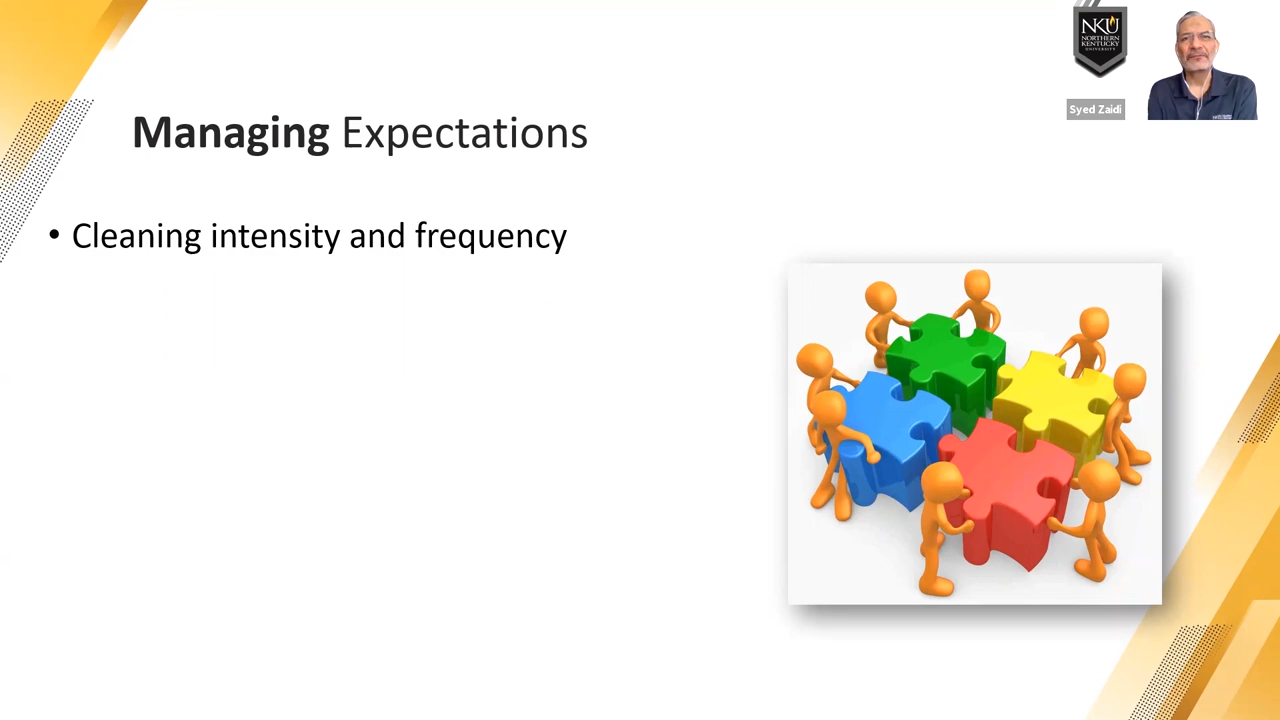 NKU
NORTHERN
KENTUCKY
UNIVERSITY
Syed Zaidi
Managing Expectations
• Cleaning intensity and frequency